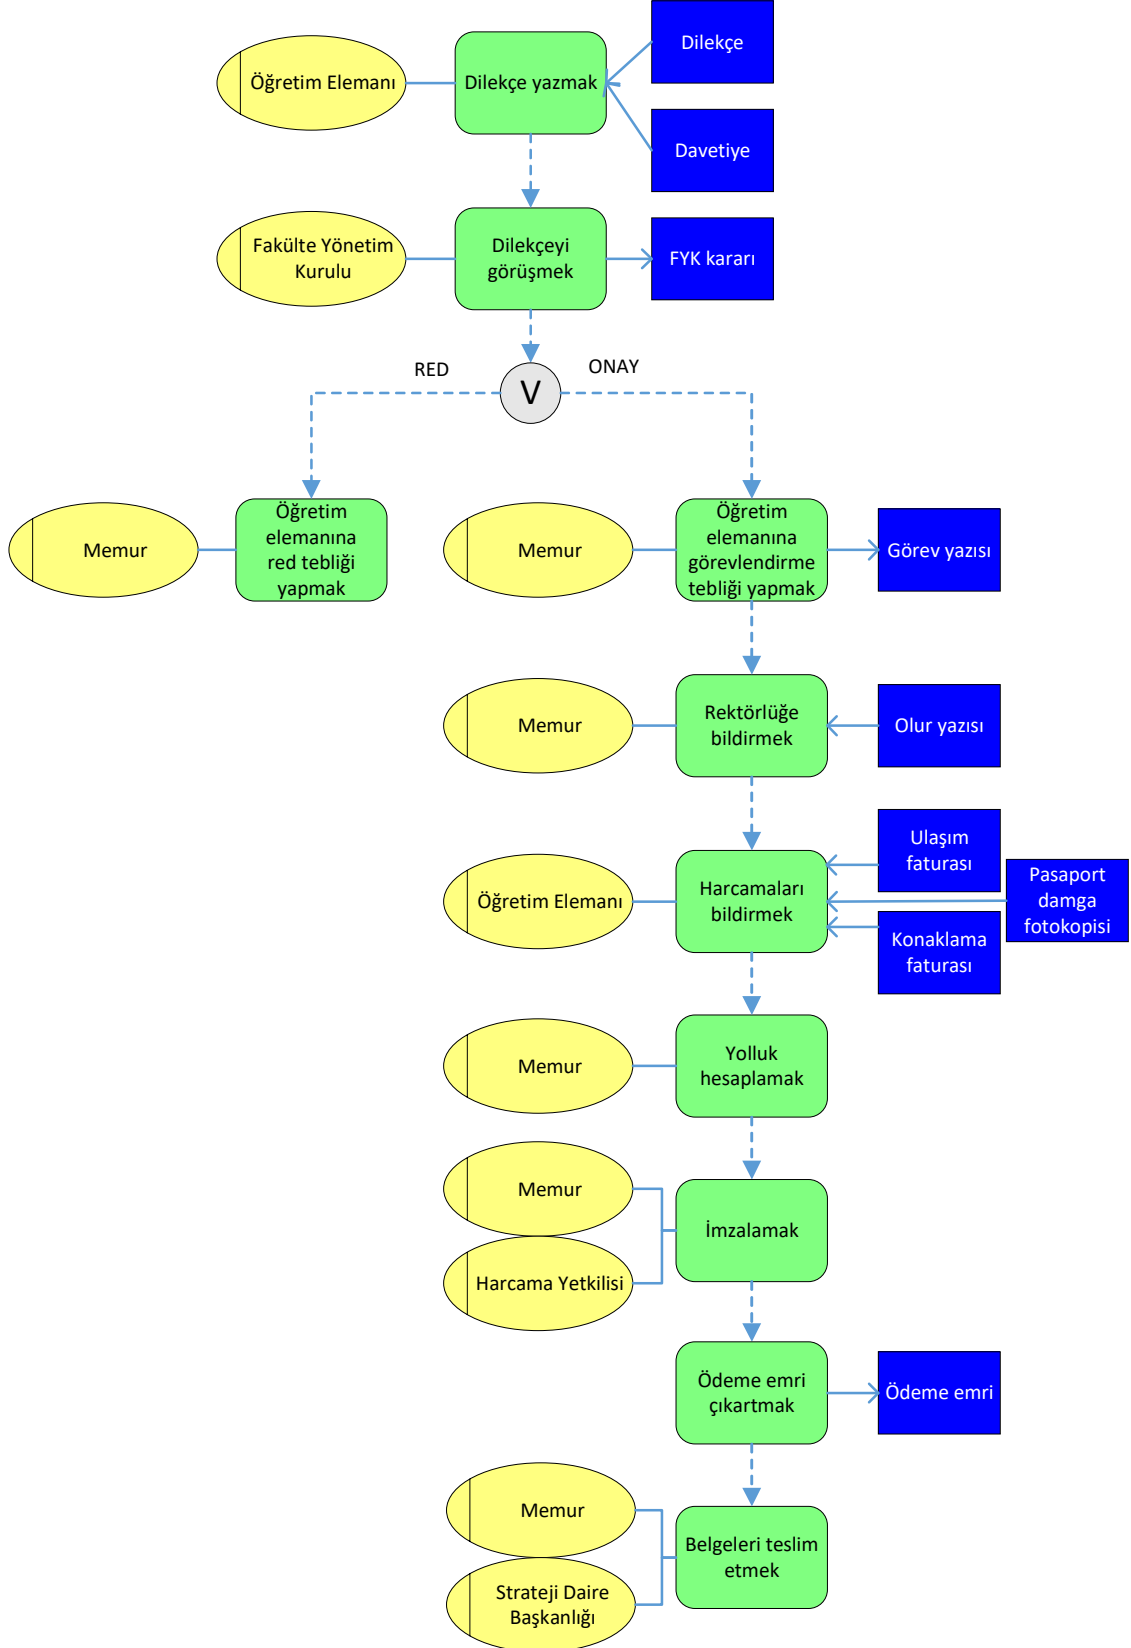 Dilekçe
Öğretim Elemanı
Dilekçe yazmak
Davetiye
Fakülte Yönetim
Kurulu
Dilekçeyi
görüşmek
FYK kararı
RED
ONAY
V
Memur
Öğretim
elemanına
red tebliği
yapmak
Memur
Öğretim
elemanına
görevlendirme
tebliği yapmak
Görev yazısı
Memur
Rektörlüğe
bildirmek
Olur yazısı
Ulaşım
faturası
Öğretim Elemanı
Harcamaları
bildirmek
Pasaport
damga
fotokopisi
Konaklama
faturası
Memur
Yolluk
hesaplamak
Memur
İmzalamak
Harcama Yetkilisi
Ödeme emri
çıkartmak
Ödeme emri
Memur
Belgeleri teslim
etmek
Strateji Daire
Başkanlığı